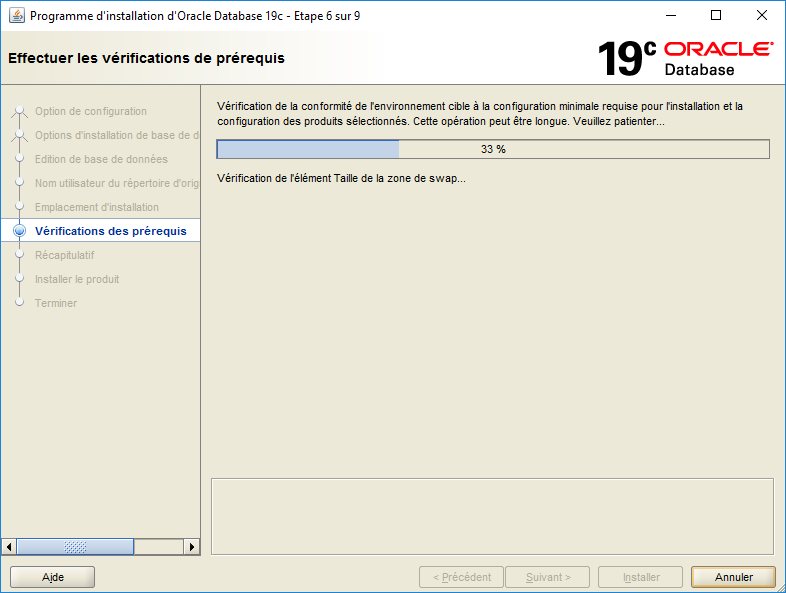 Programme d'installation d'Oracle Database 19c - Etape 6 sur 9
Effectuer les vérifications de prérequis
19c ORACLE
Database
Option de configuration
Options d'installation de base de d
Edition de base de données
Nom utilisateur du répertoire d'orig
Emplacement d'installation
Vérifications des prérequis
Récapitulatif
Installer le produit
Terminer
Vérification de la conformité de l'environnement cible à la configuration minimale requise pour l'installation et la
configuration des produits sélectionnés. Cette opération peut être longue. Veuillez patienter...
33 %
Vérification de l'élément Taille de la zone de swap...
Aide
< Précédent
Suivant >
Installer
Annuler